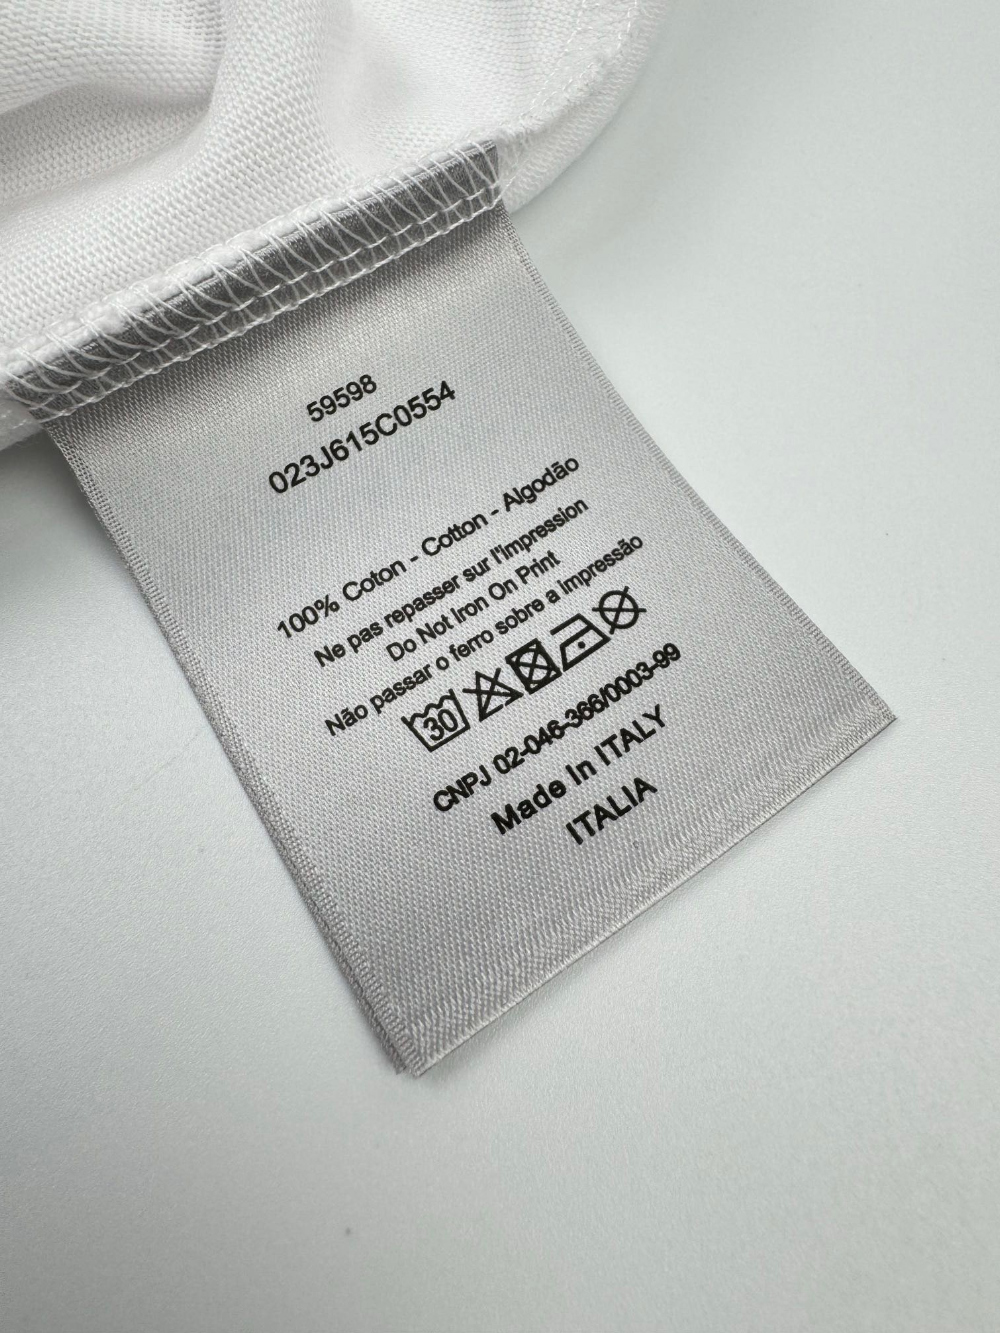 59598
023J615C0554
100% Coton - Cotton - Algodão
Ne pas repasser sur l'impression
Do Not Iron On Print
Não passar o ferro sobre a impressão
30
CNPJ 02-046-366/0003-99
Made In ITALY
ITALIA